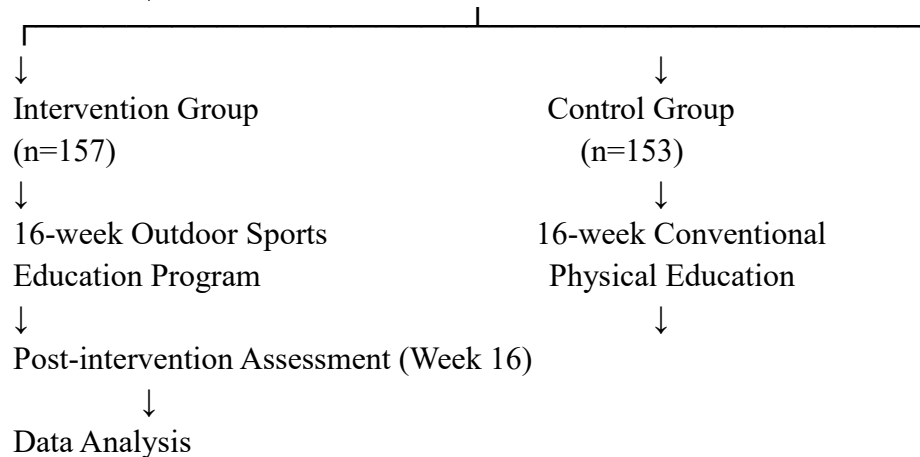 ↓ ↓
Intervention Group Control Group
(n=157) (n=153)
↓ ↓
16-week Outdoor Sports 16-week Conventional
Education Program Physical Education
↓ ↓
Post-intervention Assessment (Week 16)
↓
Data Analysis